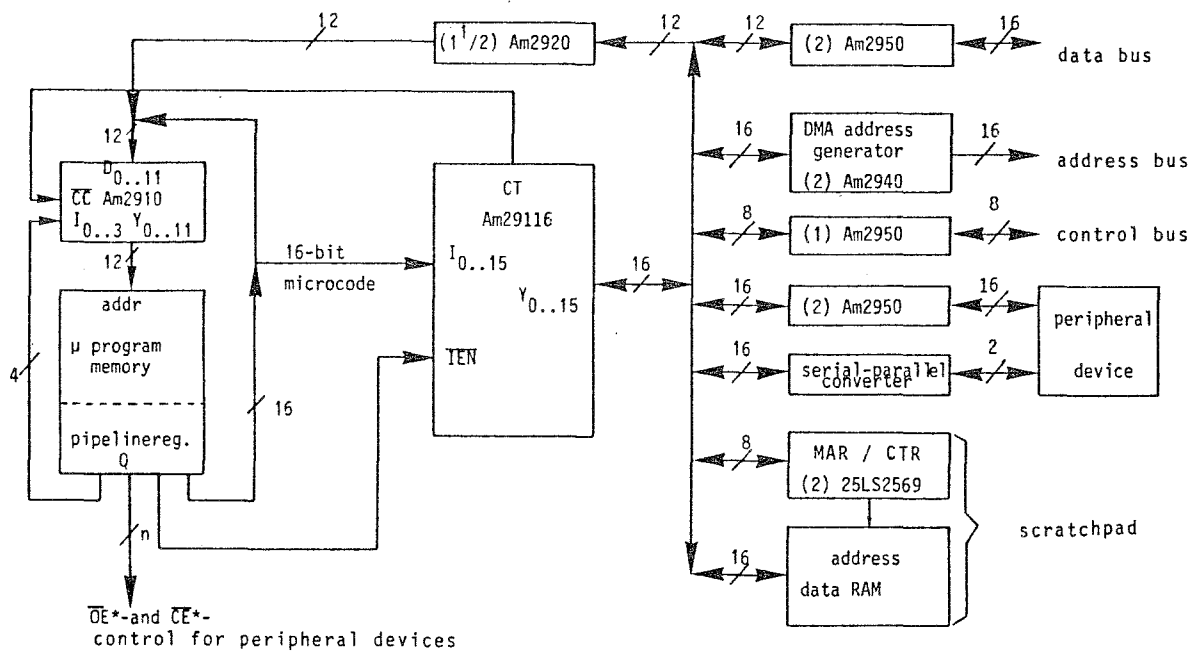 12
(1 1/2) Am2920
12
12
(2) Am2950
16
data bus
12
D0..11
CC Am2910
I0..3 Y0..11
12
addr
μ program
memory
pipelinereg.
Q
4
16
n
OE*-and CE*-
control for peripheral devices
16-bit
microcode
CT
Am29116
I0..15
Y0..15
IEN
16
16
DMA address
generator
(2) Am2940
16
address bus
8
(1) Am2950
8
control bus
16
(2) Am2950
16
peripheral
device
16
serial-parallel
converter
2
8
MAR / CTR
(2) 25LS2569
scratchpad
16
address
data RAM